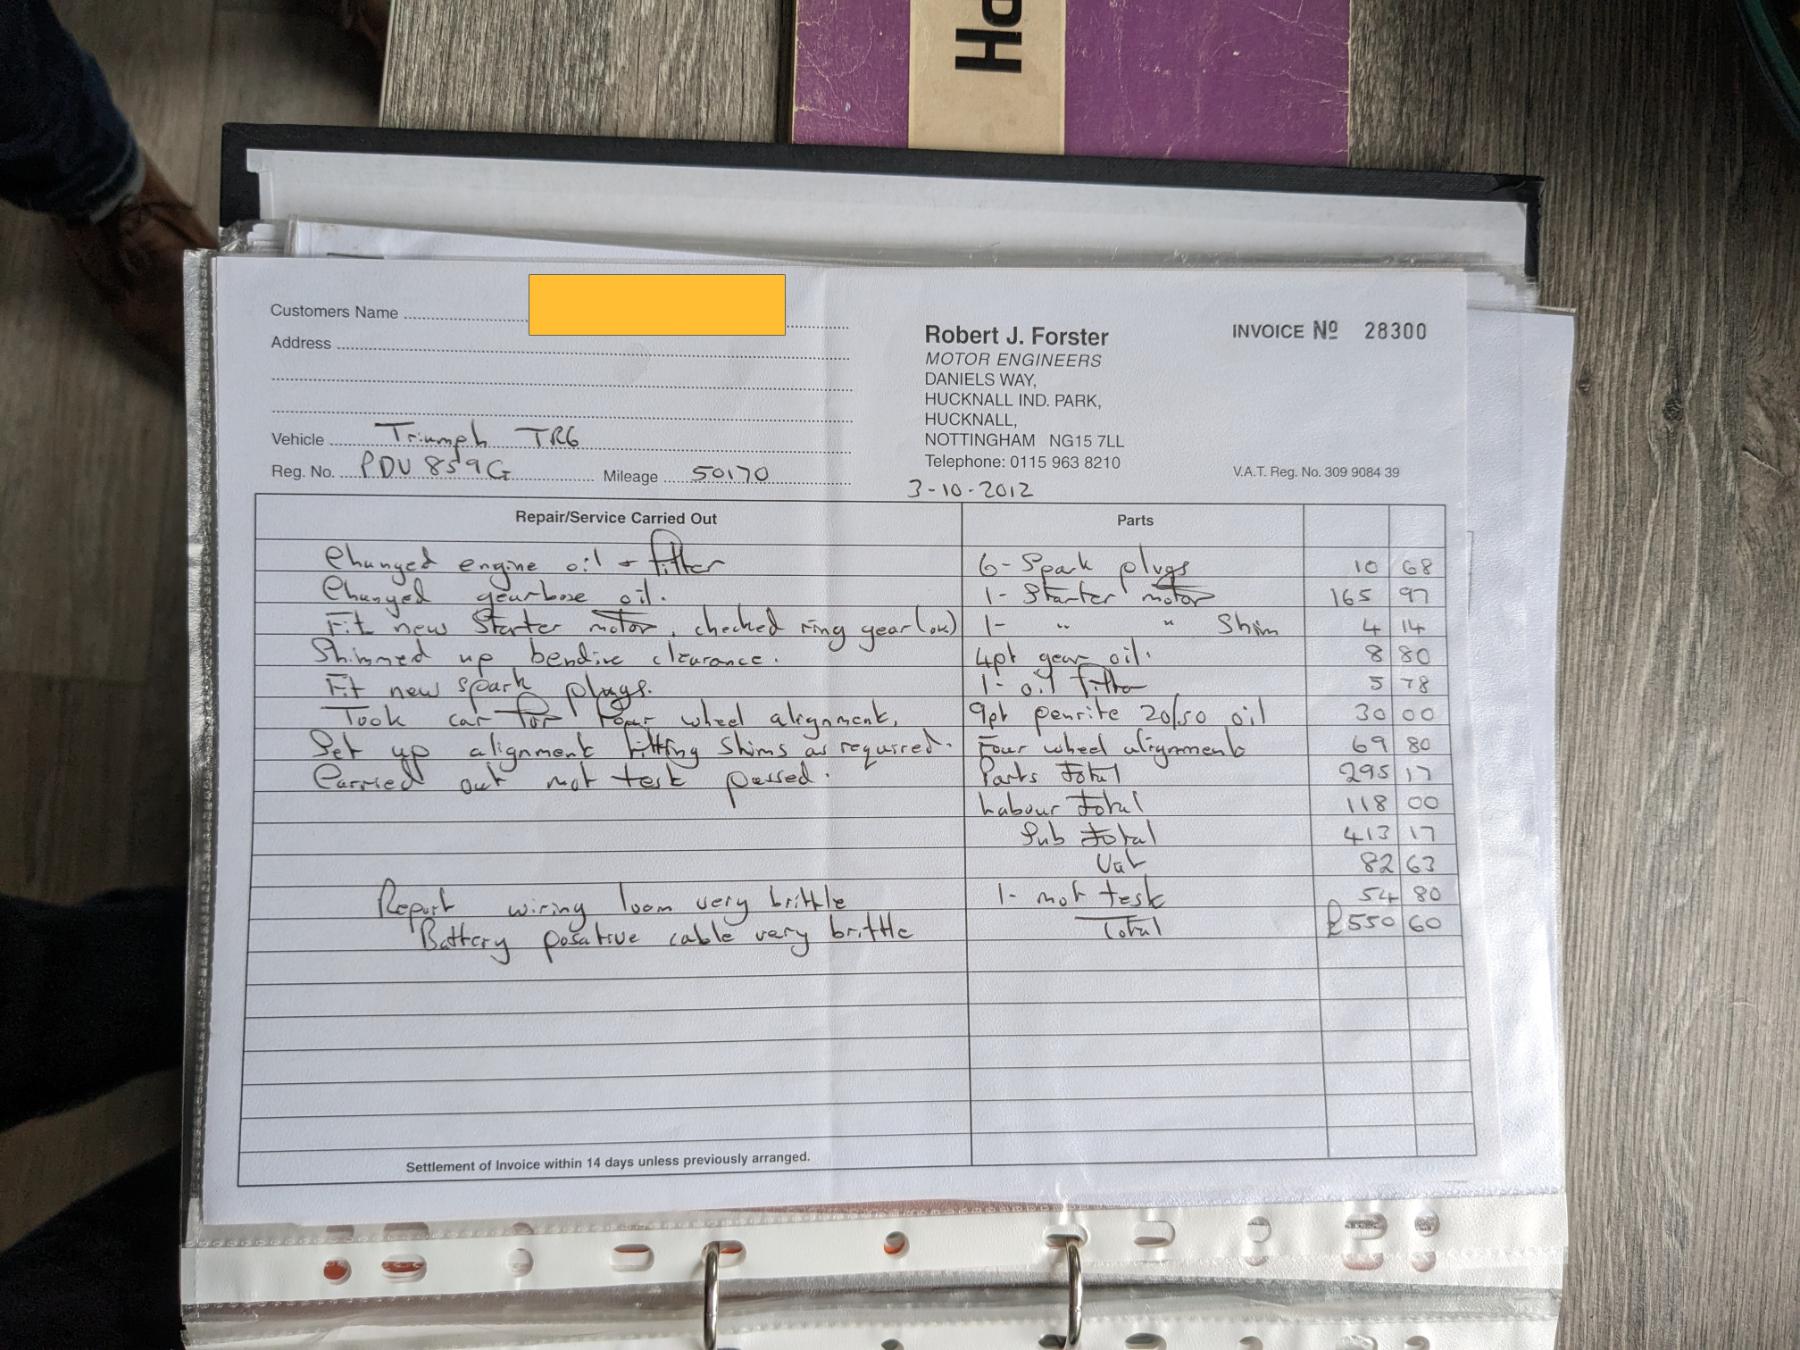 HP
Customers Name
Address
Vehicle Triumph TR6
Reg. No. PDU 859G Mileage 50170
Robert J. Forster
MOTOR ENGINEERS
DANIELS WAY,
HUCKNALL IND. PARK,
HUCKNALL,
NOTTINGHAM NG15 7LL
Telephone: 0115 963 8210
INVOICE Nº 28300
V.A.T. Reg. No. 309 9084 39
3-10-2012
Repair/Service Carried Out Parts
Changed engine oil + filter 6- Spark plugs 10 68
Changed gearboxe oil. 1- Starter motor 165 97
Fit new Starter motor, checked ring gear (ok) 1- " " Shim 4 14
Shimmed up bendive clearance. 4pt gear oil. 8 80
Fit new spark plugs. 1- oil filter 5 78
Took car for four wheel alignment, 9pt penrite 20/50 oil 30 00
Set up alignment fitting shims as required. Four wheel alignment 69 80
Carried out mot test passed. Parts total 295 17
Labour total 118 00
Sub total 413 17
Vat 82 63
Report wiring loom very brittle 1- mot test 54 80
Battery posative cable very brittle Total £550 60
Settlement of Invoice within 14 days unless previously arranged.